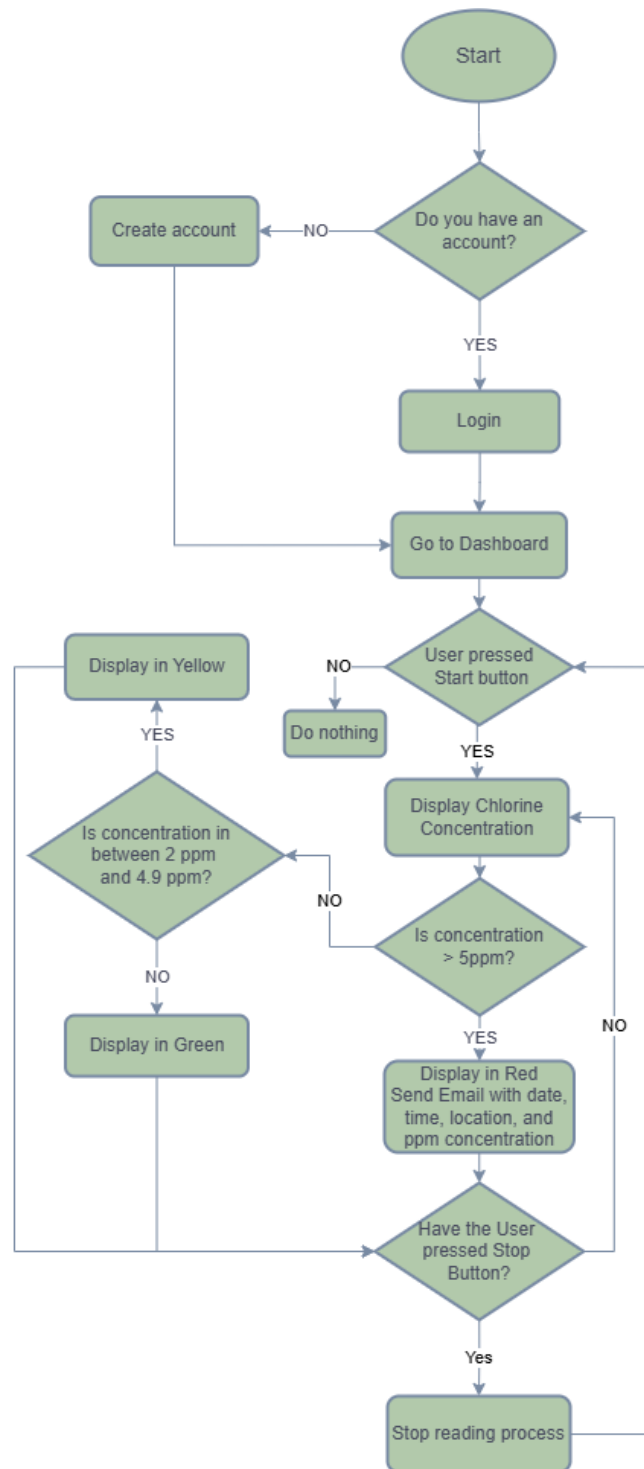 Start
Do you have an
account?
NO
Create account
YES
Login
Go to Dashboard
User pressed
Start button
NO
Do nothing
YES
Display Chlorine
Concentration
Is concentration
> 5ppm?
NO
Is concentration in
between 2 ppm
and 4.9 ppm?
YES
Display in Yellow
NO
Display in Green
YES
Display in Red
Send Email with date,
time, location, and
ppm concentration
Have the User
pressed Stop
Button?
NO
Yes
Stop reading process